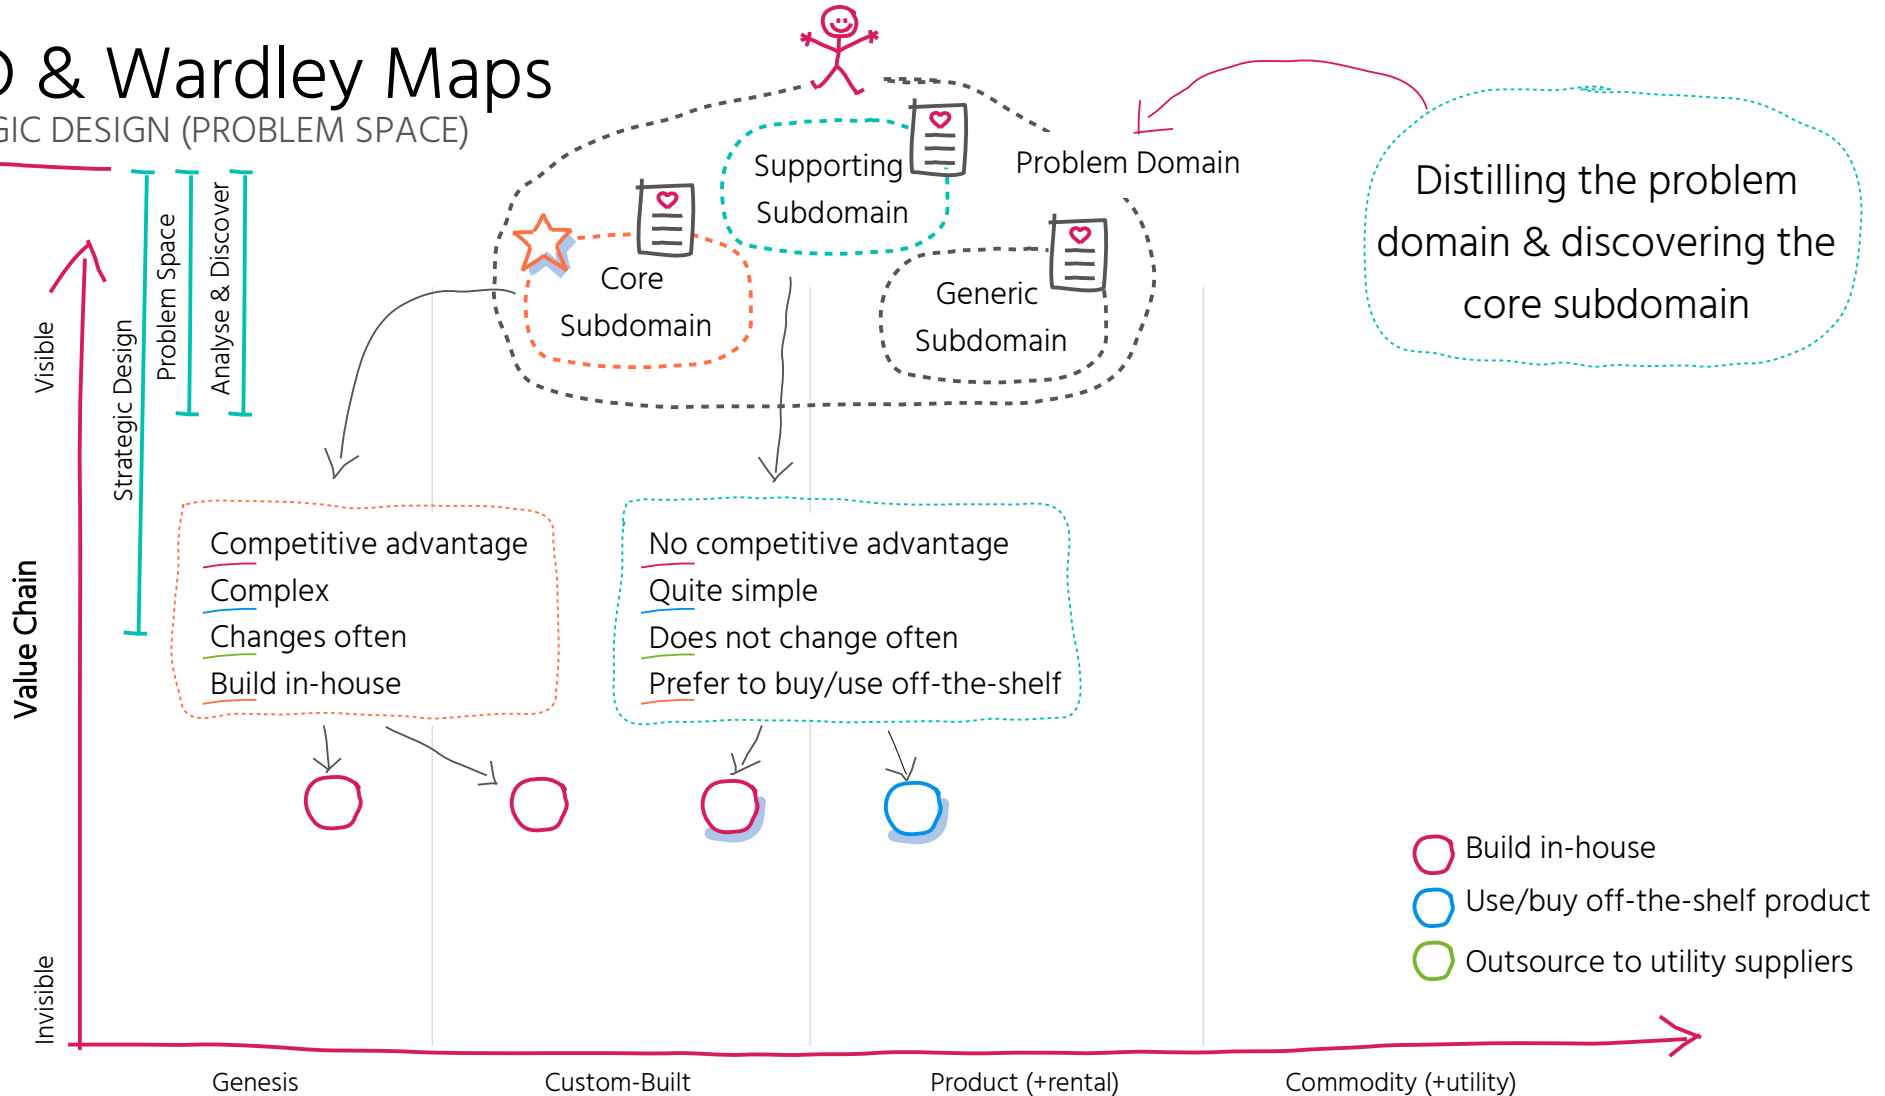 & Wardley Maps
DESIGN (PROBLEM SPACE)
Supporting
Subdomain
Problem Domain
Core
Subdomain
Generic
Subdomain
Distilling the problem
domain & discovering the
core subdomain
Strategic Design
Problem Space
Analyse & Discover
Visible
Value Chain
Invisible
Competitive advantage
Complex
Changes often
Build in-house
No competitive advantage
Quite simple
Does not change often
Prefer to buy/use off-the-shelf
Build in-house
Use/buy off-the-shelf product
Outsource to utility suppliers
Genesis
Custom-Built
Product (+rental)
Commodity (+utility)